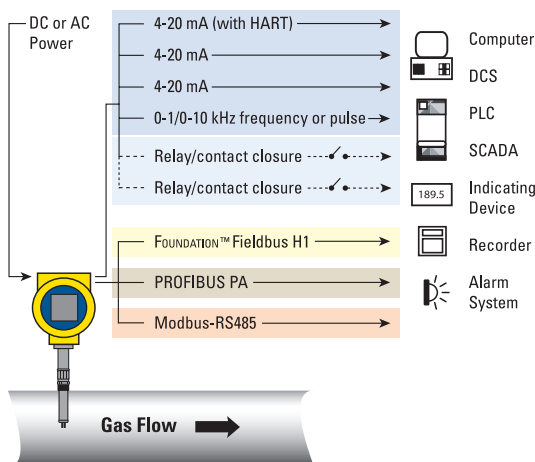 DC or AC
Power
4-20 mA (with HART)
4-20 mA
4-20 mA
0-1/0-10 kHz frequency or pulse
Relay/contact closure
Relay/contact closure
FOUNDATION™ Fieldbus H1
PROFIBUS PA
Modbus-RS485
Computer
DCS
PLC
SCADA
189.5
Indicating
Device
Recorder
Alarm
System
Gas Flow